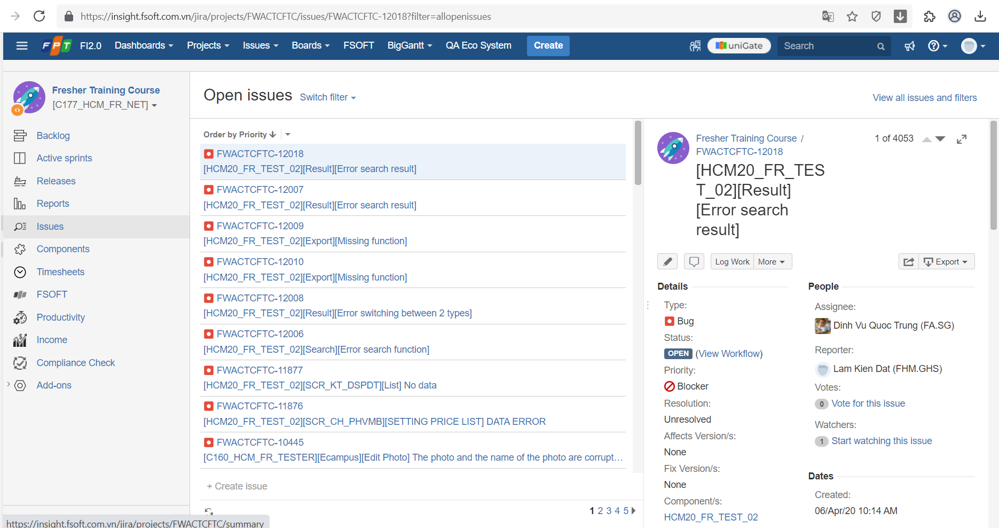 https://insight.fsoft.com.vn/jira/projects/FWACTCFTC/issues/FWACTCFTC-12018?filter=allopenissues
FPT FI2.0 Dashboards Projects Issues Boards FSOFT BigGantt QA Eco System Create uniGate Search
Fresher Training Course
[C177_HCM_FR_NET]
Backlog
Active sprints
Releases
Reports
Issues
Components
Timesheets
FSOFT
Productivity
Income
Compliance Check
Add-ons
https://insight.fsoft.com.vn/jira/projects/FWACTCFTC/summary
Open issues Switch filter
View all issues and filters
Order by Priority
FWACTCFTC-12018
[HCM20_FR_TEST_02][Result][Error search result]
FWACTCFTC-12007
[HCM20_FR_TEST_02][Result][Error search result]
FWACTCFTC-12009
[HCM20_FR_TEST_02][Export][Missing function]
FWACTCFTC-12010
[HCM20_FR_TEST_02][Export][Missing function]
FWACTCFTC-12008
[HCM20_FR_TEST_02][Result][Error switching between 2 types]
FWACTCFTC-12006
[HCM20_FR_TEST_02][Search][Error search function]
FWACTCFTC-11877
[HCM20_FR_TEST_02][SCR_KT_DSPDT][List] No data
FWACTCFTC-11876
[HCM20_FR_TEST_02][SCR_CH_PHVMB][SETTING PRICE LIST] DATA ERROR
FWACTCFTC-10445
[C160_HCM_FR_TESTER][Ecampus][Edit Photo] The photo and the name of the photo are corrupt…
+ Create issue
1 2 3 4 5
Fresher Training Course /
FWACTCFTC-12018
1 of 4053
[HCM20_FR_TES
T_02][Result]
[Error search
result]
Log Work More
Export
Details
Type:
Bug
Status:
OPEN (View Workflow)
Priority:
Blocker
Resolution:
Unresolved
Affects Version/s:
None
Fix Version/s:
None
Component/s:
HCM20_FR_TEST_02
People
Assignee:
Dinh Vu Quoc Trung (FA.SG)
Reporter:
Lam Kien Dat (FHM.GHS)
Votes:
0 Vote for this issue
Watchers:
1 Start watching this issue
Dates
Created:
06/Apr/20 10:14 AM